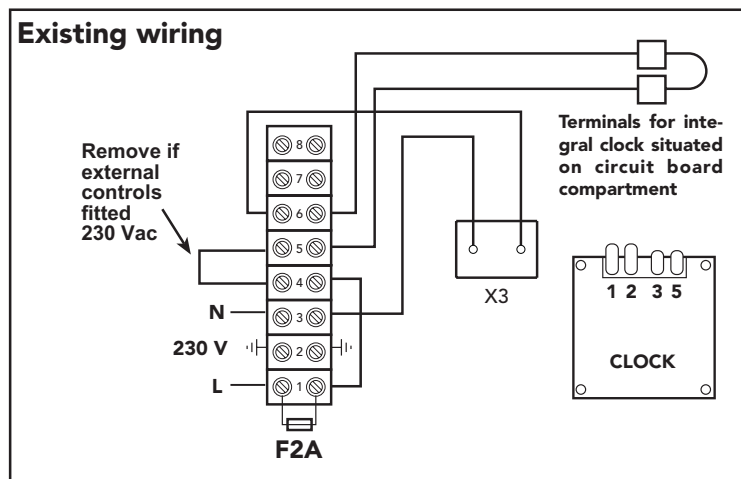 Existing wiring
Remove if
external
controls
fitted
230 Vac
8
7
6
5
4
N
3
230 V
2
L
1
F2A
X3
Terminals for inte-
gral clock situated
on circuit board
compartment
1 2 3 5
CLOCK